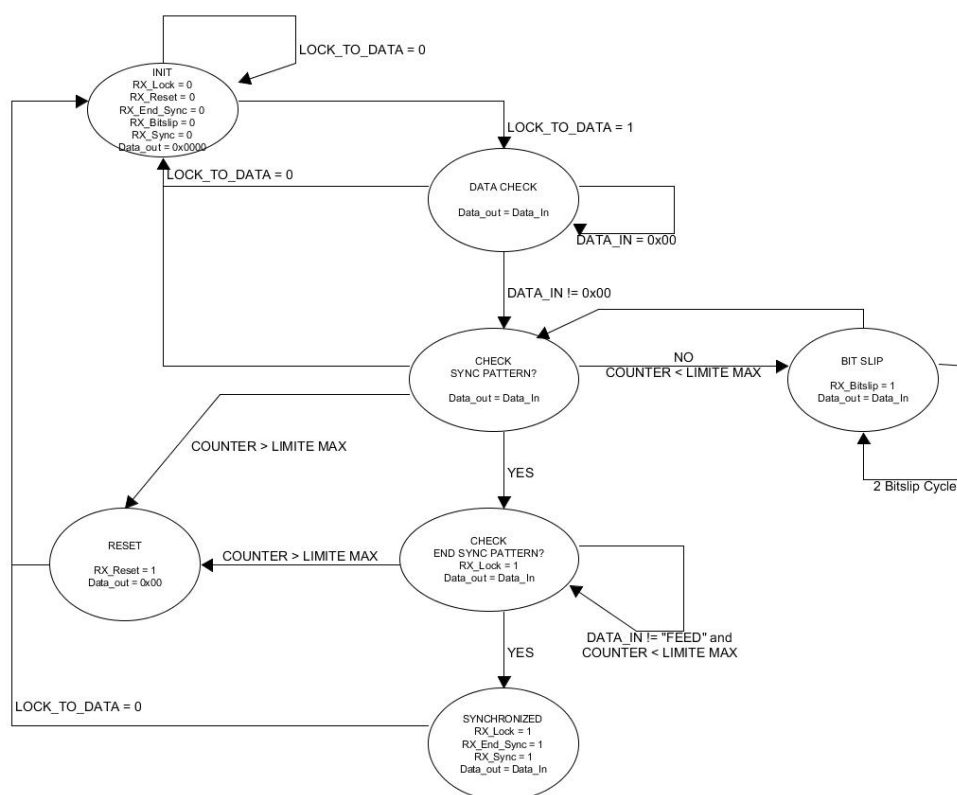 LOCK_TO_DATA = 0
INIT
RX_Lock = 0
RX_Reset = 0
RX_End_Sync = 0
RX_Bitslip = 0
RX_Sync = 0
Data_out = 0x0000
LOCK_TO_DATA = 1
LOCK_TO_DATA = 0
DATA CHECK
Data_out = Data_In
DATA_IN = 0x00
DATA_IN != 0x00
CHECK
SYNC PATTERN?
Data_out = Data_In
NO
COUNTER < LIMITE MAX
BIT SLIP
RX_Bitslip = 1
Data_out = Data_In
COUNTER > LIMITE MAX
YES
2 Bitslip Cycle
RESET
RX_Reset = 1
Data_out = 0x00
COUNTER > LIMITE MAX
CHECK
END SYNC PATTERN?
RX_Lock = 1
Data_out = Data_In
DATA_IN != "FEED" and
COUNTER < LIMITE MAX
YES
LOCK_TO_DATA = 0
SYNCHRONIZED
RX_Lock = 1
RX_End_Sync = 1
RX_Sync = 1
Data_out = Data_In